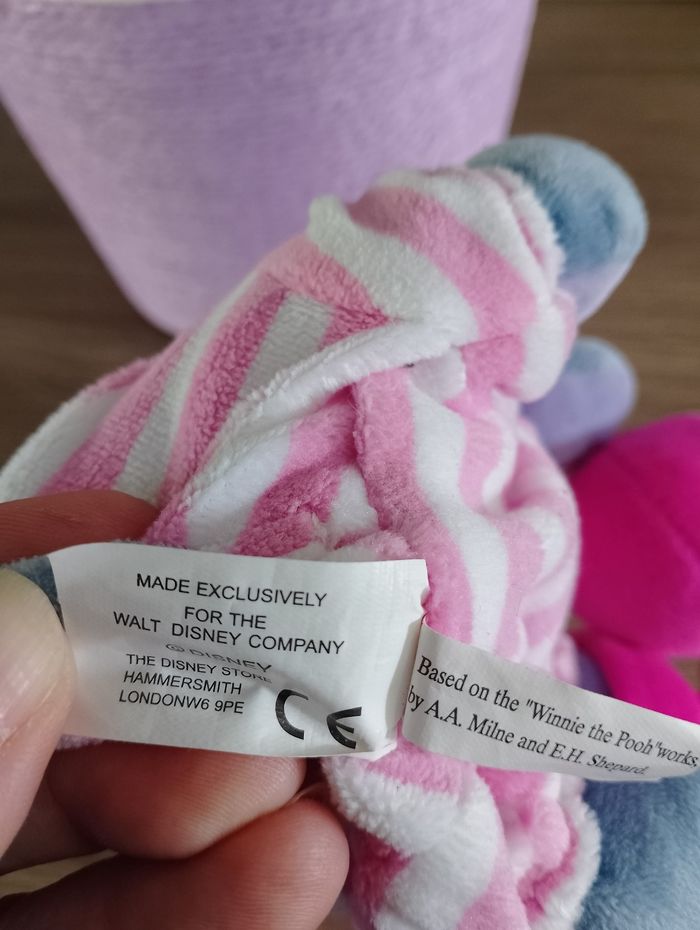 MADE EXCLUSIVELY
FOR THE
WALT DISNEY COMPANY
© DISNEY
THE DISNEY STORE
HAMMERSMITH
LONDONW6 9PE
CE
Based on the "Winnie the Pooh"works,
by A.A. Milne and E.H. Shepard.